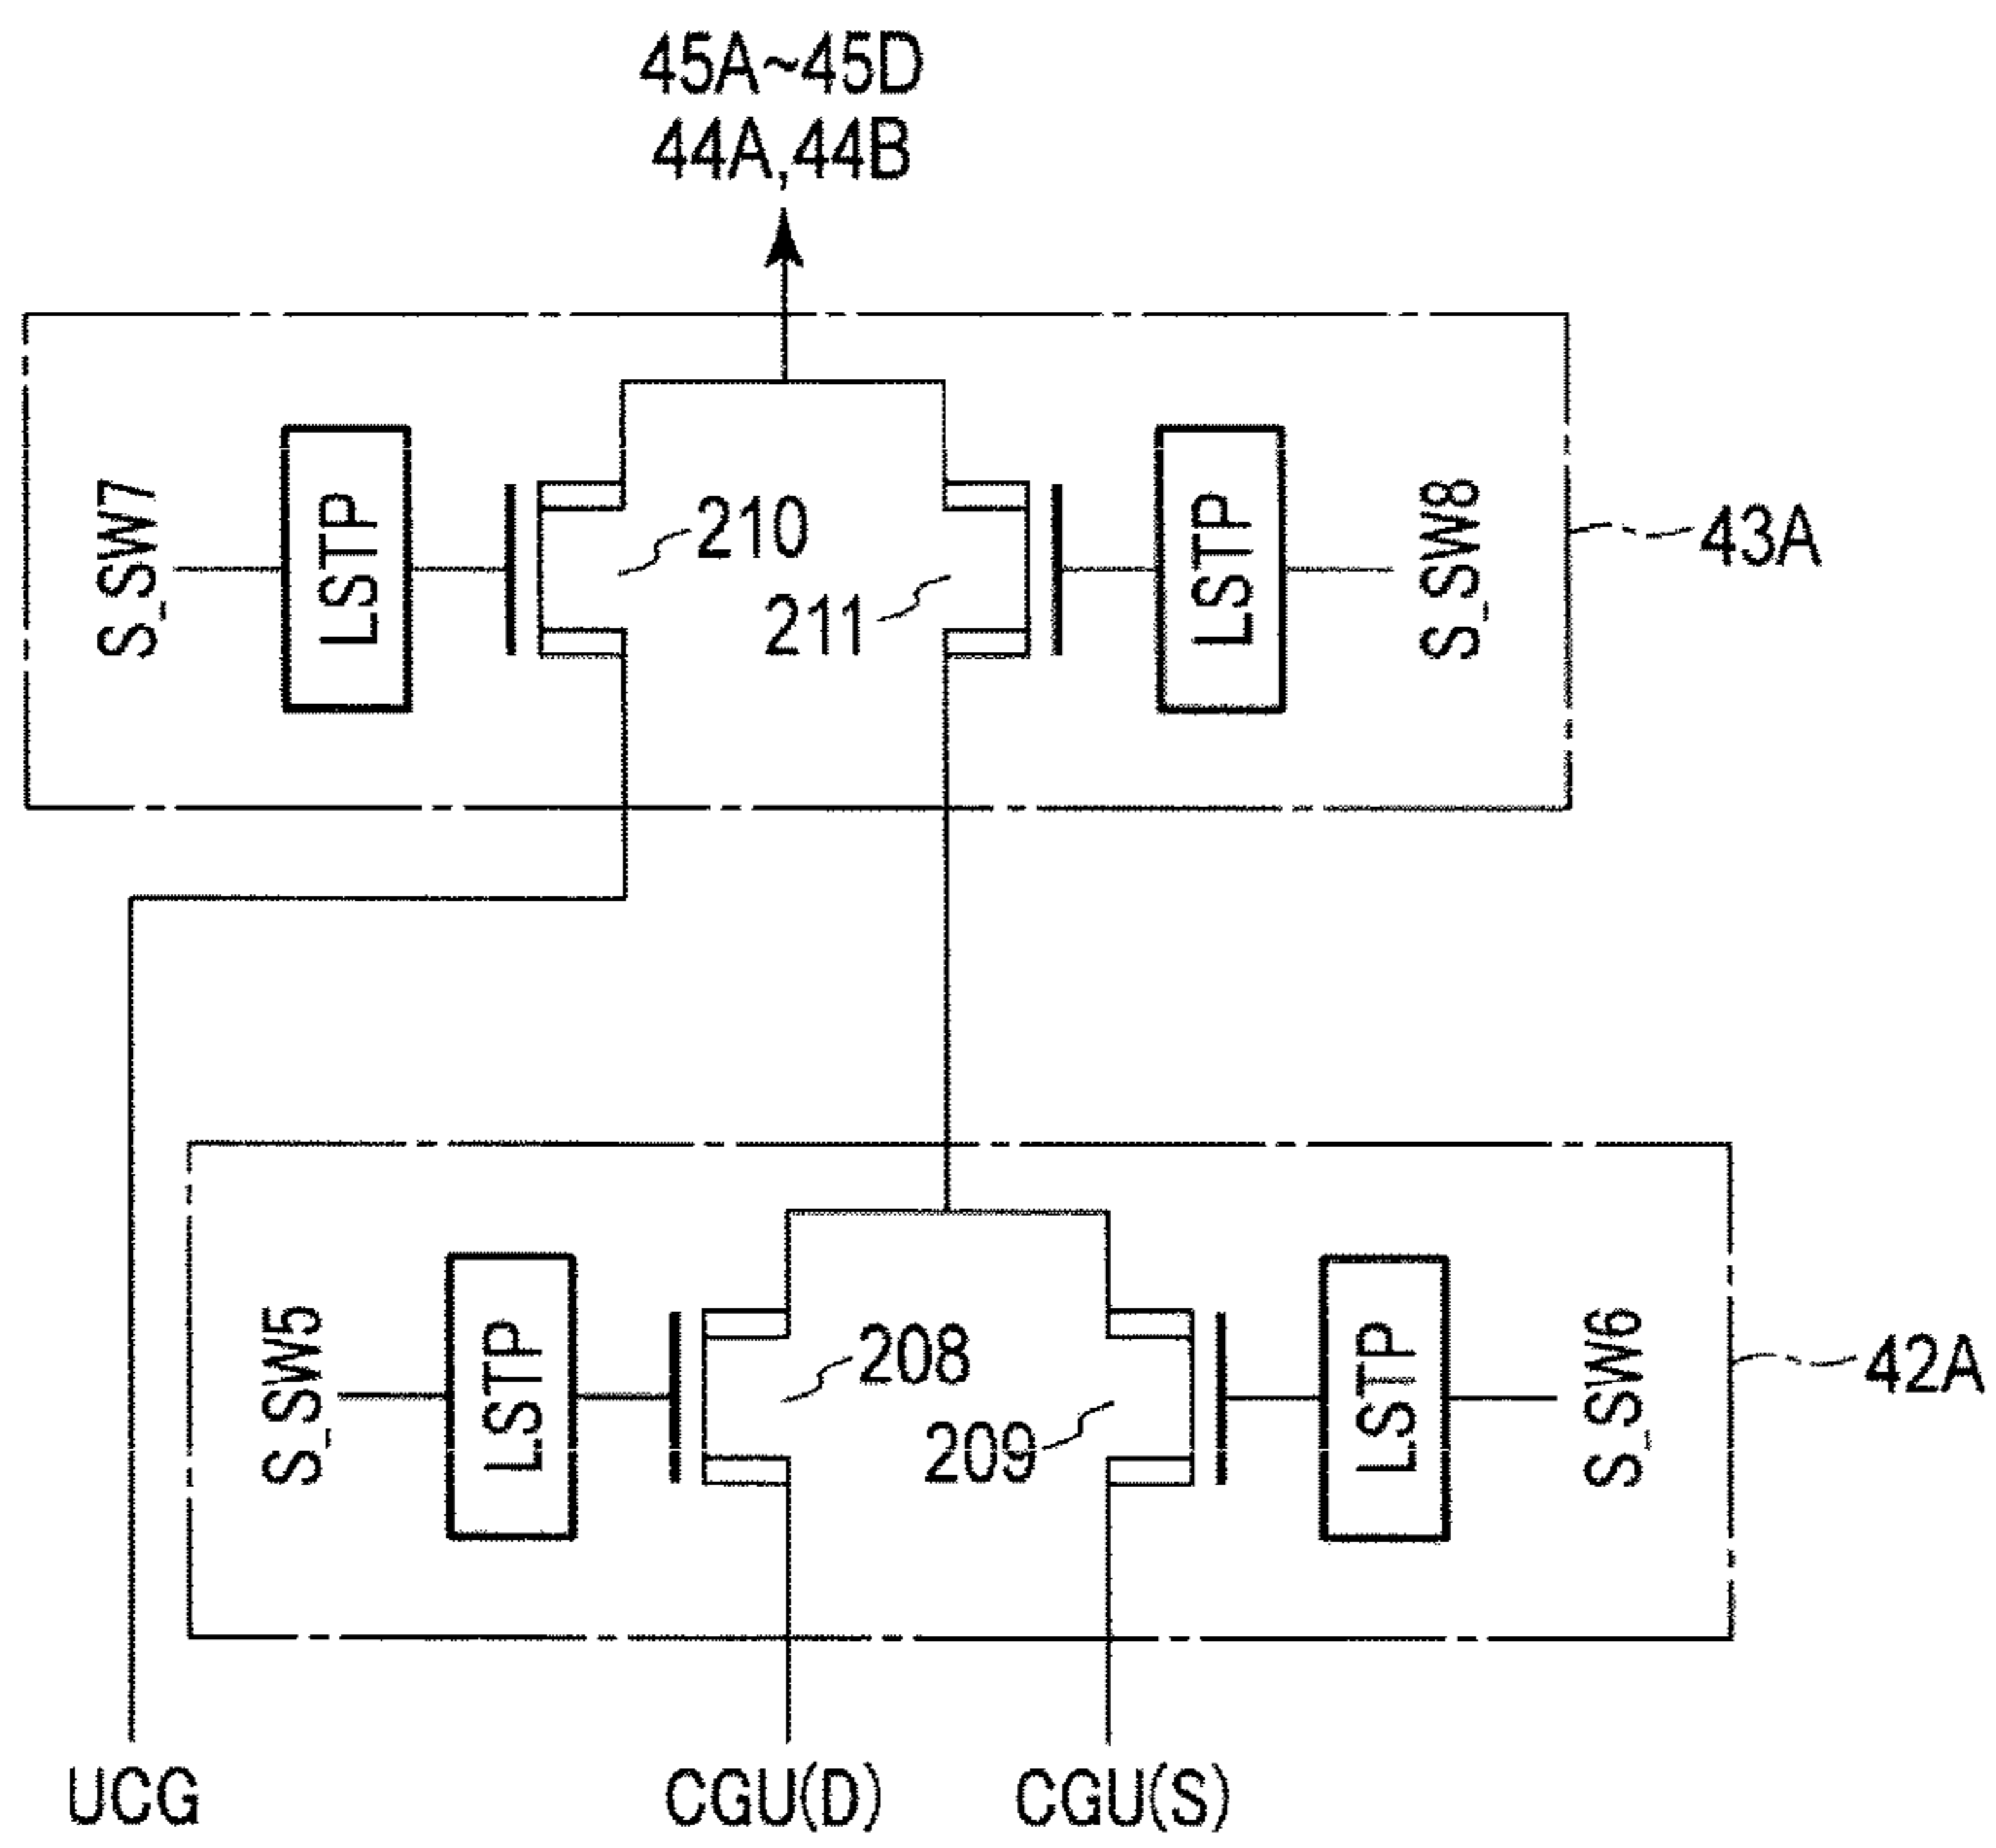 45A~45D
44A,44B
S_SW7
LSTP
210
211
LSTP
S_SW8
43A
S_SW5
LSTP
208
209
LSTP
S_SW6
42A
UCG
CGU(D)
CGU(S)